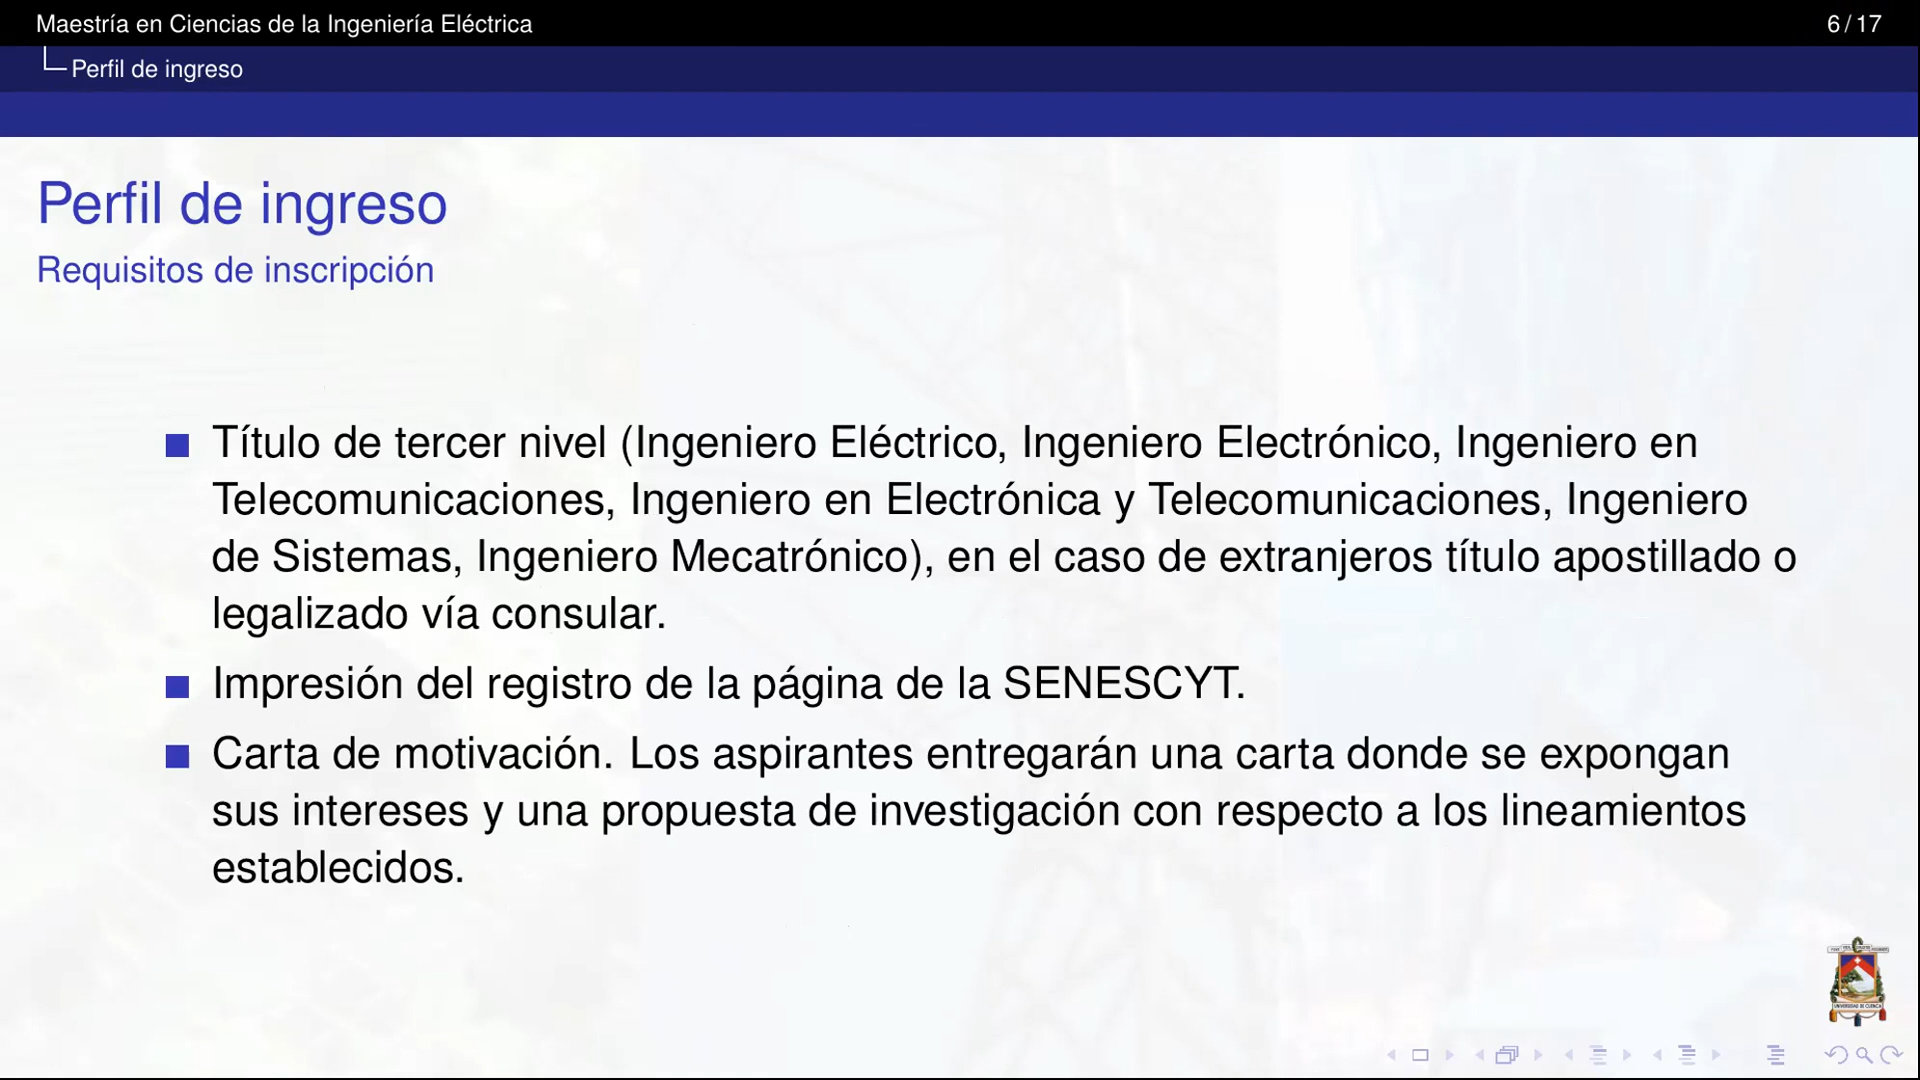 Maestría en Ciencias de la Ingeniería Eléctrica
6 / 17
Perfil de ingreso
Perfil de ingreso
Requisitos de inscripción
Título de tercer nivel (Ingeniero Eléctrico, Ingeniero Electrónico, Ingeniero en
Telecomunicaciones, Ingeniero en Electrónica y Telecomunicaciones, Ingeniero
de Sistemas, Ingeniero Mecatrónico), en el caso de extranjeros título apostillado o
legalizado vía consular.
Impresión del registro de la página de la SENESCYT.
Carta de motivación. Los aspirantes entregarán una carta donde se expongan
sus intereses y una propuesta de investigación con respecto a los lineamientos
establecidos.
UNIVERSIDAD DE CUENCA